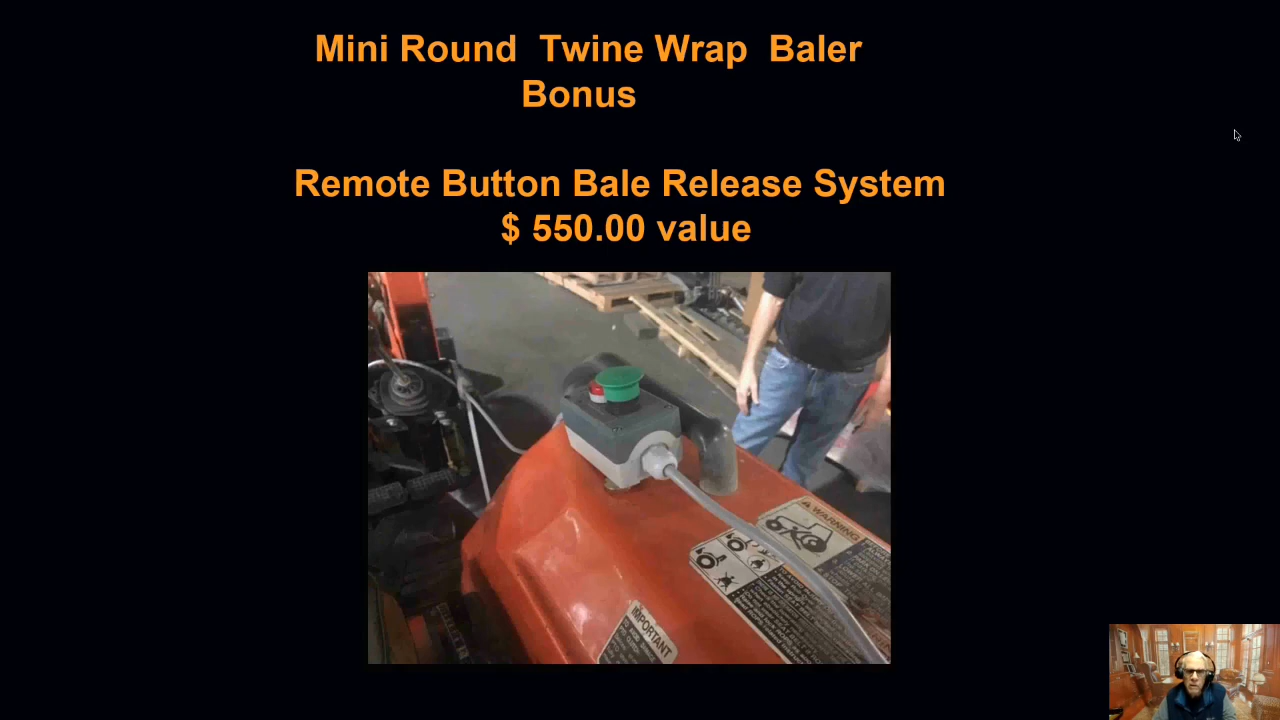 Mini Round Twine Wrap Baler
Bonus
Remote Button Bale Release System
$ 550.00 value
WARNING
IMPORTANT